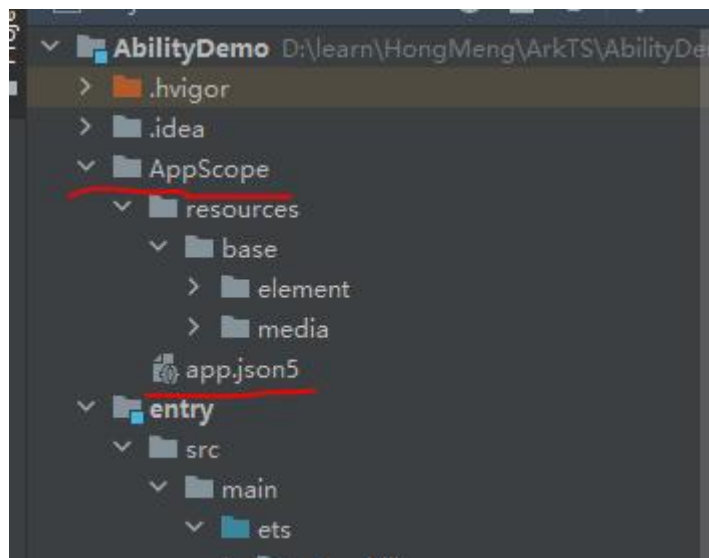 AbilityDemo D:\learn\HongMeng\ArkTS\AbilityDe
.hvigor
.idea
AppScope
resources
base
element
media
app.json5
entry
src
main
ets